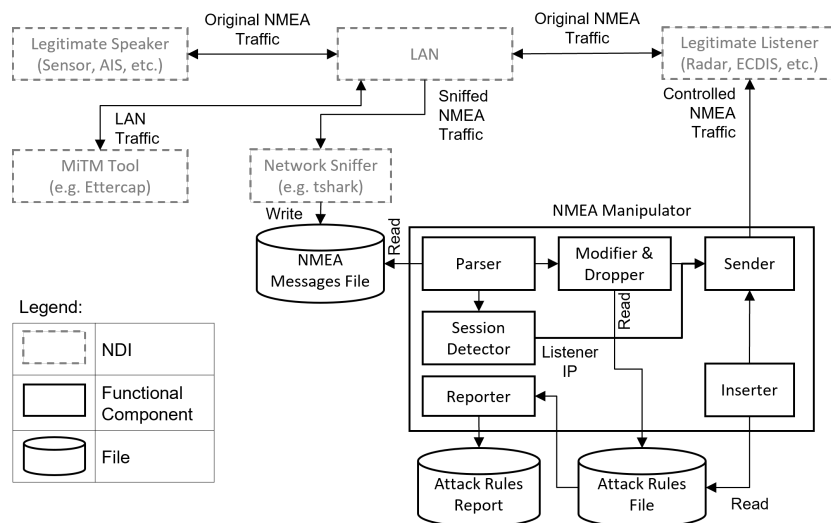 Original NMEA
Traffic
Original NMEA
Traffic
Legitimate Speaker
(Sensor, AIS, etc.)
LAN
Legitimate Listener
(Radar, ECDIS, etc.)
LAN
Traffic
Sniffed
NMEA
Traffic
Controlled
NMEA
Traffic
MiTM Tool
(e.g. Ettercap)
Network Sniffer
(e.g. tshark)
Write
NMEA Manipulator
NMEA
Messages File
Read
Parser
Modifier &
Dropper
Sender
Read
Session
Detector
Listener
IP
Reporter
Inserter
Attack Rules
Report
Attack Rules
File
Read
Legend:
NDI
Functional
Component
File